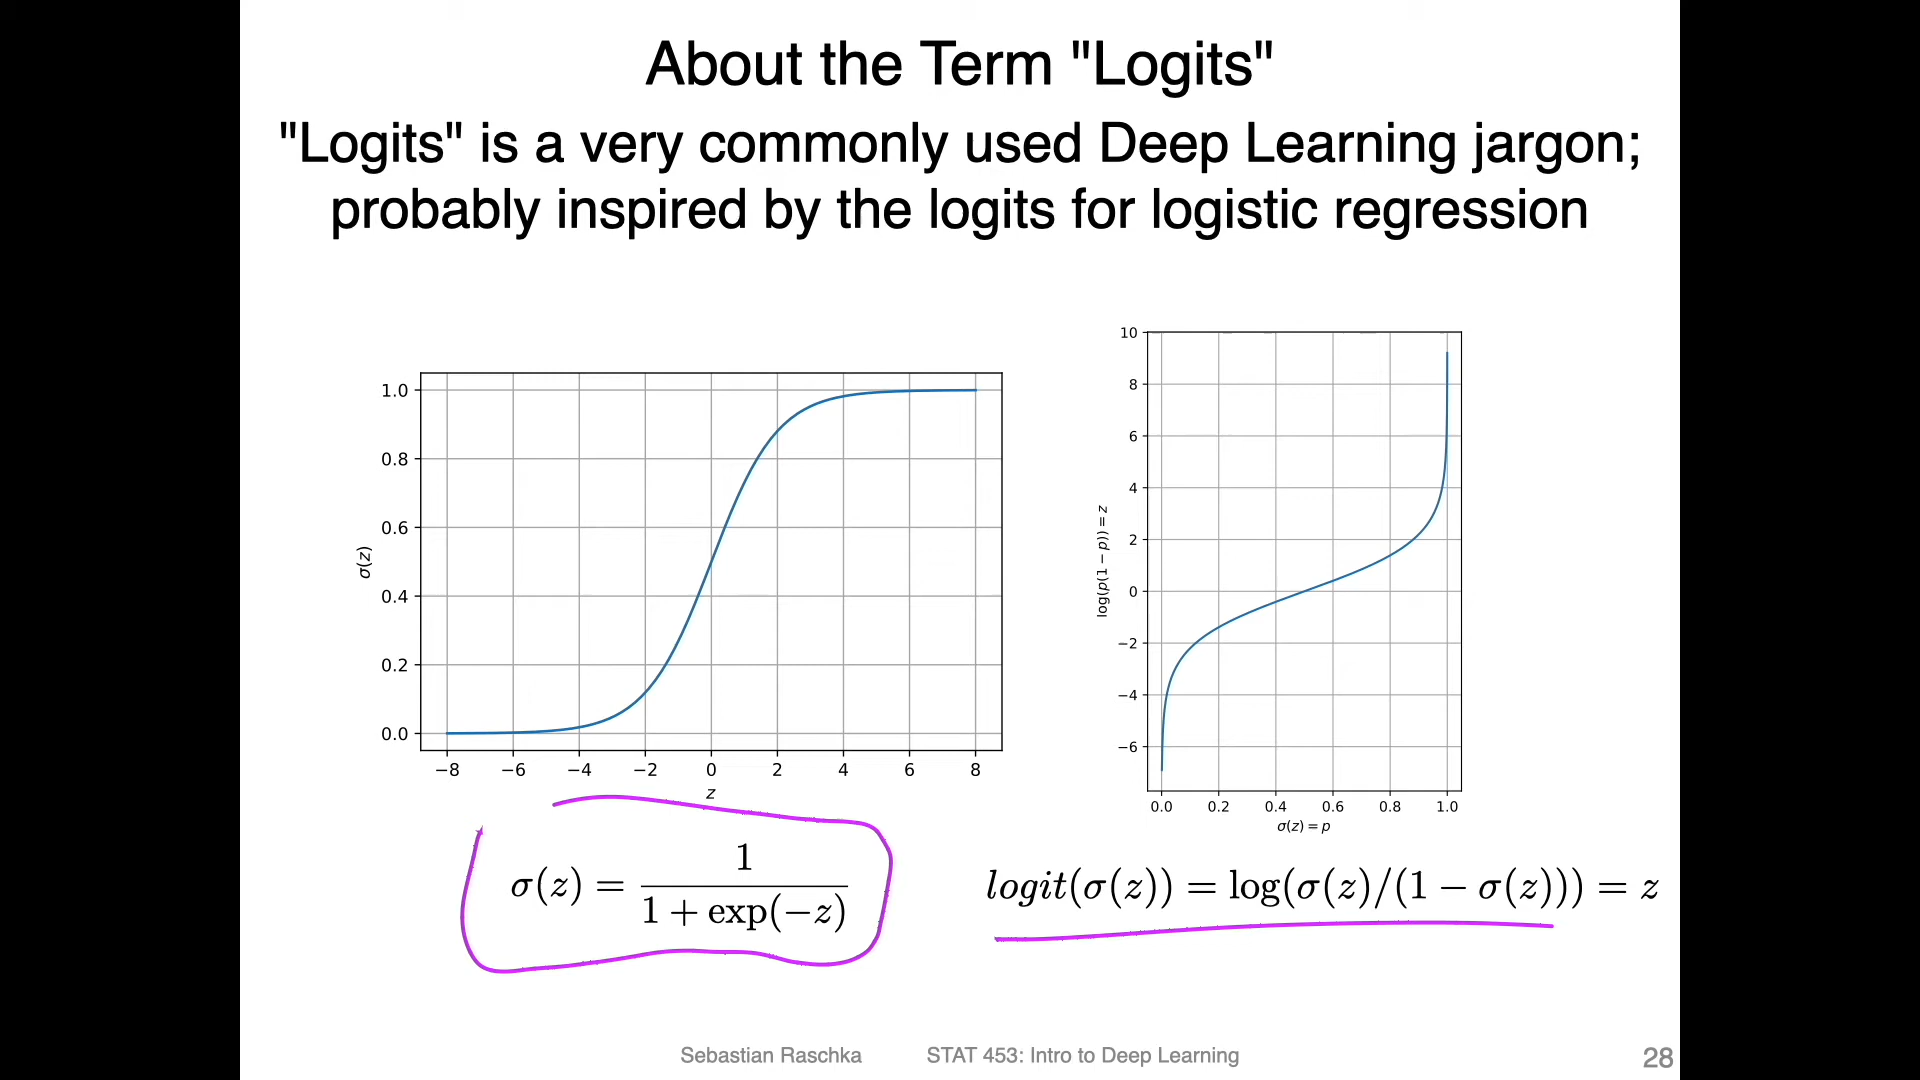 About the Term "Logits"
"Logits" is a very commonly used Deep Learning jargon;
probably inspired by the logits for logistic regression
1.0
0.8
0.6
0.4
0.2
0.0
σ(z)
−8 −6 −4 −2 0 2 4 6 8
z
10
8
6
4
2
0
−2
−4
−6
log(p(1 − p)) = z
0.0 0.2 0.4 0.6 0.8 1.0
σ(z) = p
σ(z) = 1 / (1 + exp(−z))
logit(σ(z)) = log(σ(z)/(1 − σ(z))) = z
Sebastian Raschka STAT 453: Intro to Deep Learning 28